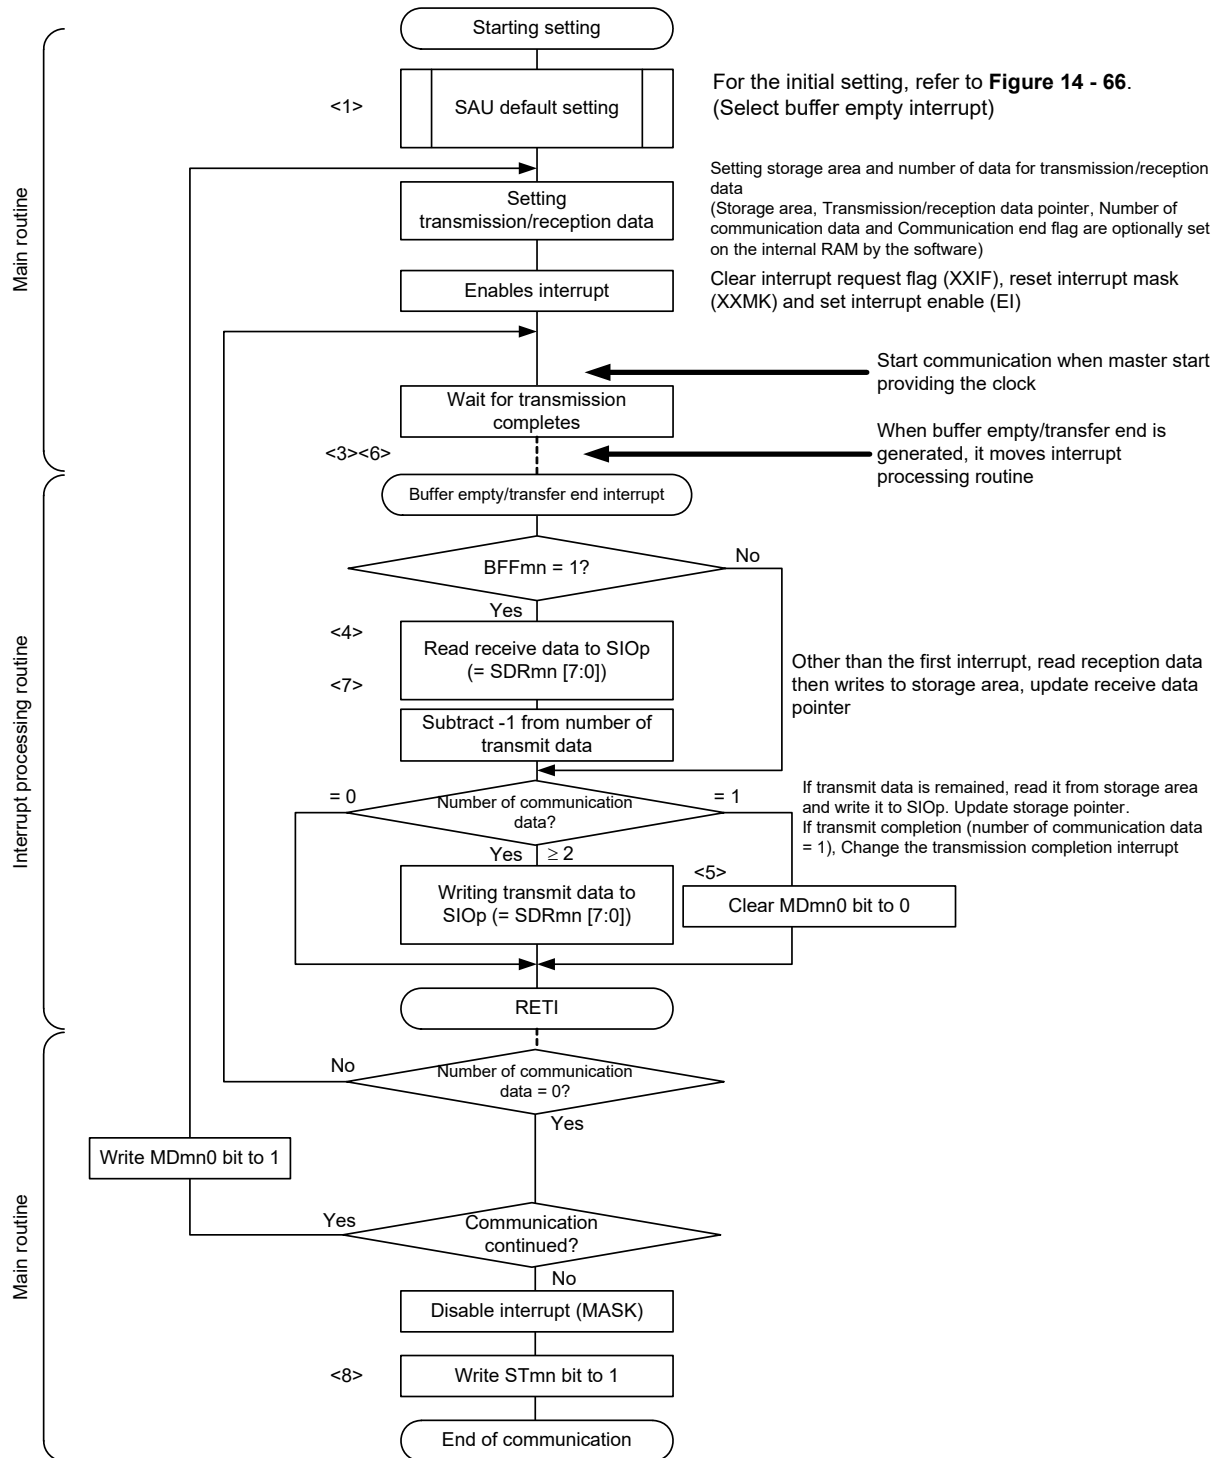 Starting setting
<1>
SAU default setting
For the initial setting, refer to Figure 14 - 66.
(Select buffer empty interrupt)
Main routine
Setting
transmission/reception data
Setting storage area and number of data for transmission/reception
data
(Storage area, Transmission/reception data pointer, Number of
communication data and Communication end flag are optionally set
on the internal RAM by the software)
Enables interrupt
Clear interrupt request flag (XXIF), reset interrupt mask
(XXMK) and set interrupt enable (EI)
Start communication when master start
providing the clock
Wait for transmission
completes
<3><6>
When buffer empty/transfer end is
generated, it moves interrupt
processing routine
Buffer empty/transfer end interrupt
Interrupt processing routine
BFFmn = 1?
No
Yes
<4>
Read receive data to SIOp
(= SDRmn [7:0])
<7>
Other than the first interrupt, read reception data
then writes to storage area, update receive data
pointer
Subtract -1 from number of
transmit data
= 0
Number of communication
data?
= 1
If transmit data is remained, read it from storage area
and write it to SIOp. Update storage pointer.
If transmit completion (number of communication data
= 1), Change the transmission completion interrupt
Yes ≥ 2
<5>
Writing transmit data to
SIOp (= SDRmn [7:0])
Clear MDmn0 bit to 0
RETI
Main routine
No
Number of communication
data = 0?
Yes
Write MDmn0 bit to 1
Yes
Communication
continued?
No
Disable interrupt (MASK)
<8>
Write STmn bit to 1
End of communication